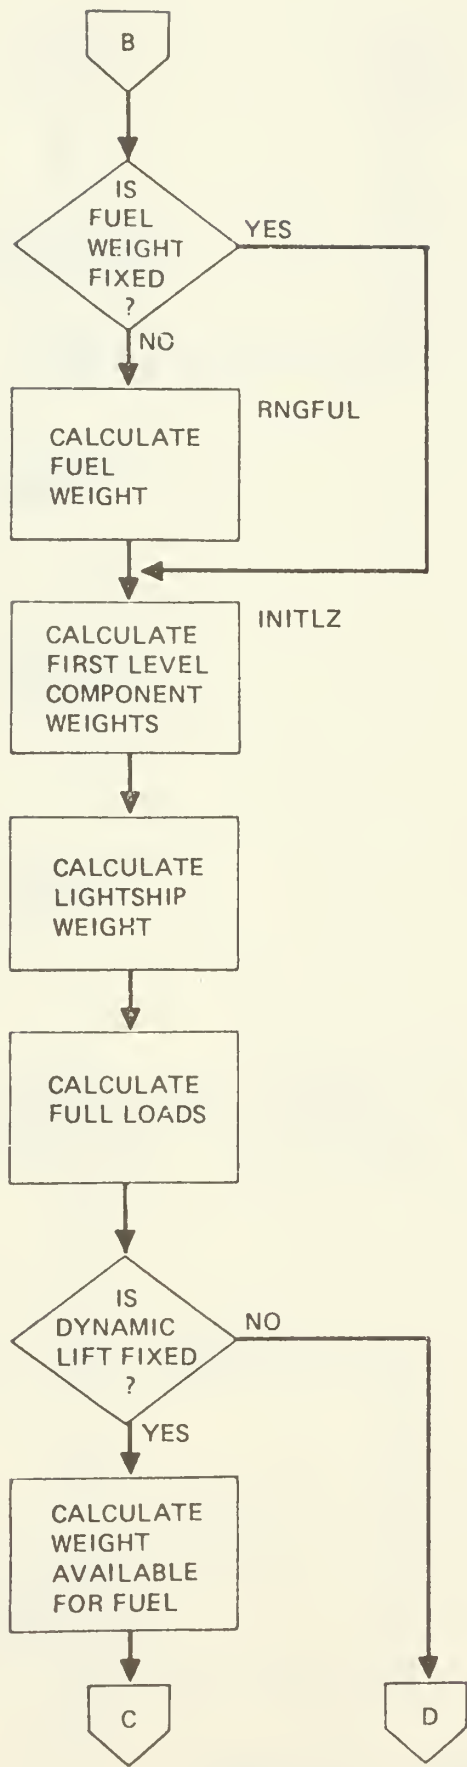 B
IS
FUEL
WEIGHT
FIXED
?
YES
NO
CALCULATE
FUEL
WEIGHT
RNGFUL
CALCULATE
FIRST LEVEL
COMPONENT
WEIGHTS
INITLZ
CALCULATE
LIGHTSHIP
WEIGHT
CALCULATE
FULL LOADS
IS
DYNAMIC
LIFT FIXED
?
NO
YES
CALCULATE
WEIGHT
AVAILABLE
FOR FUEL
C
D